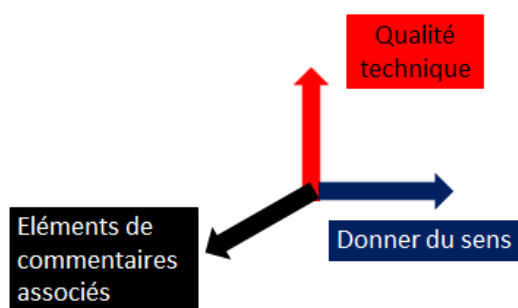 Qualité
technique
Donner du sens
Eléments de
commentaires
associés